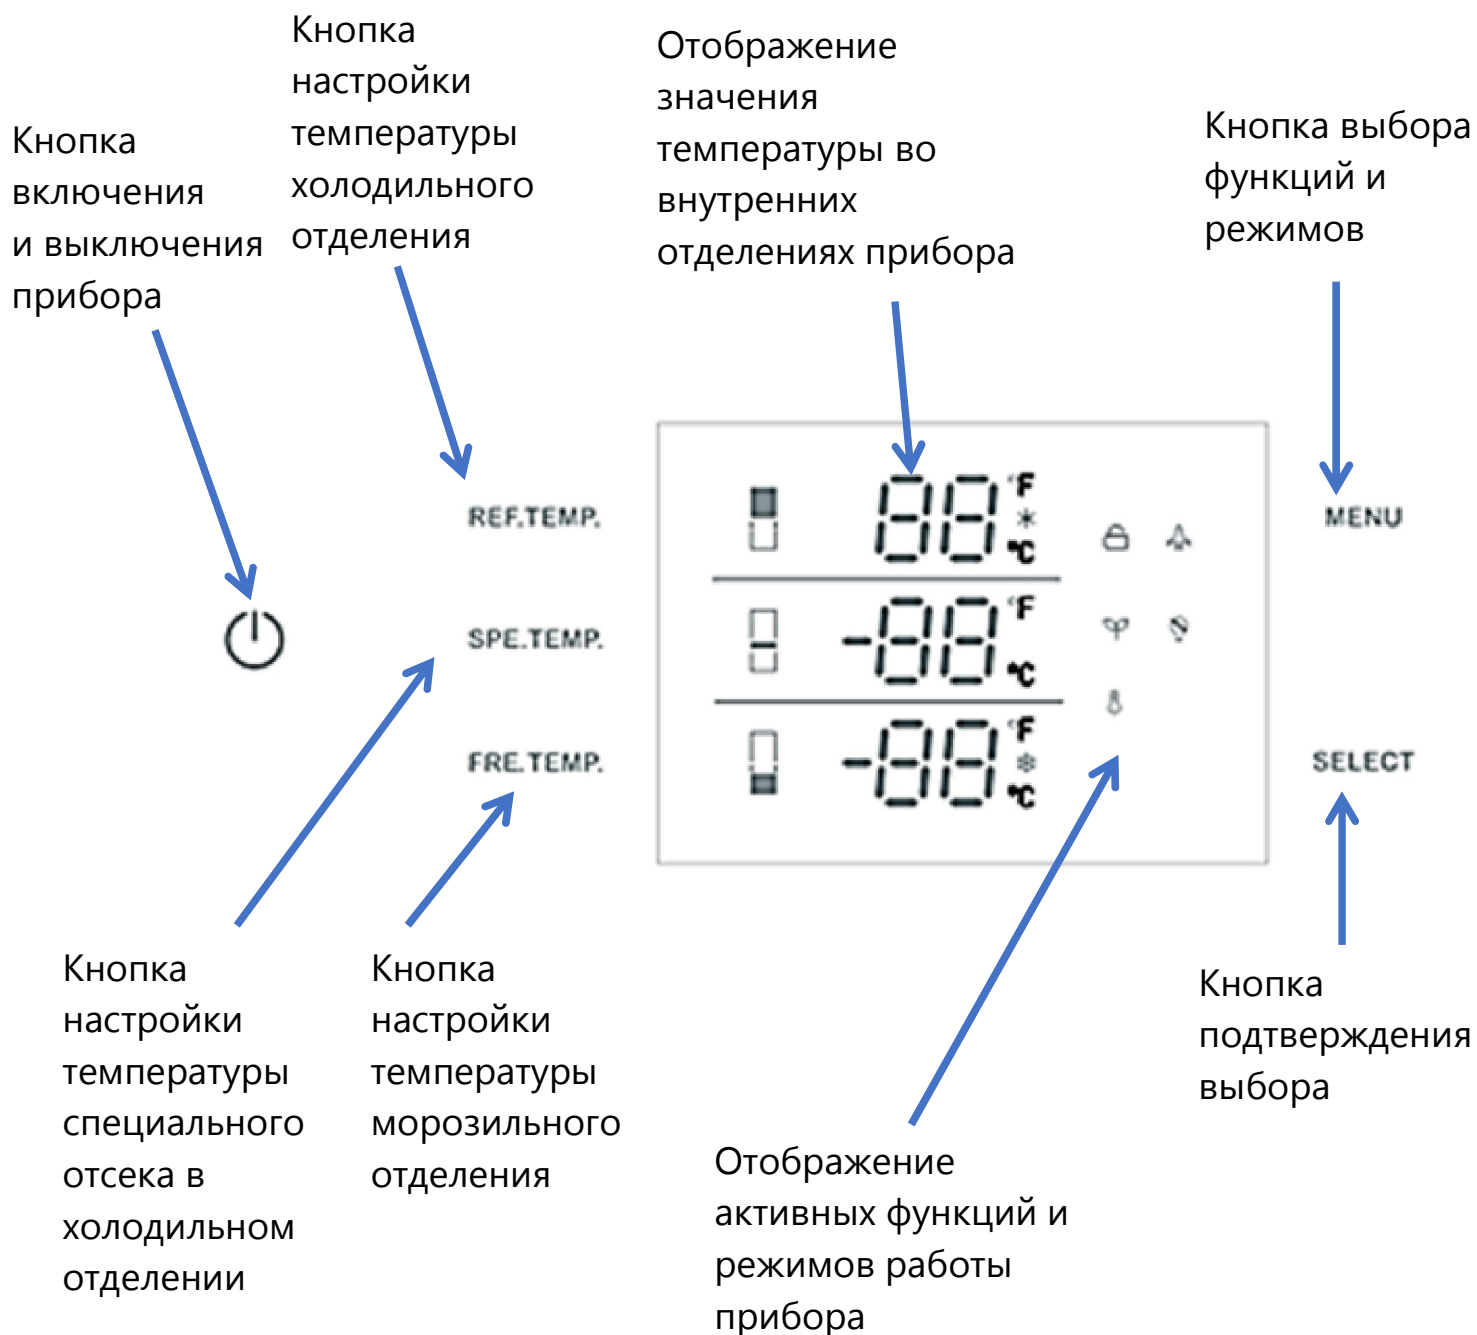 Кнопка
включения
и выключения
прибора
Кнопка
настройки
температуры
холодильного
отделения
Отображение
значения
температуры во
внутренних
отделениях прибора
Кнопка выбора
функций и
режимов
REF.TEMP.
SPE.TEMP.
FRE.TEMP.
88 °F
°C
-88 °F
°C
-88 °F
°C
MENU
SELECT
Кнопка
настройки
температуры
специального
отсека в
холодильном
отделении
Кнопка
настройки
температуры
морозильного
отделения
Отображение
активных функций и
режимов работы
прибора
Кнопка
подтверждения
выбора